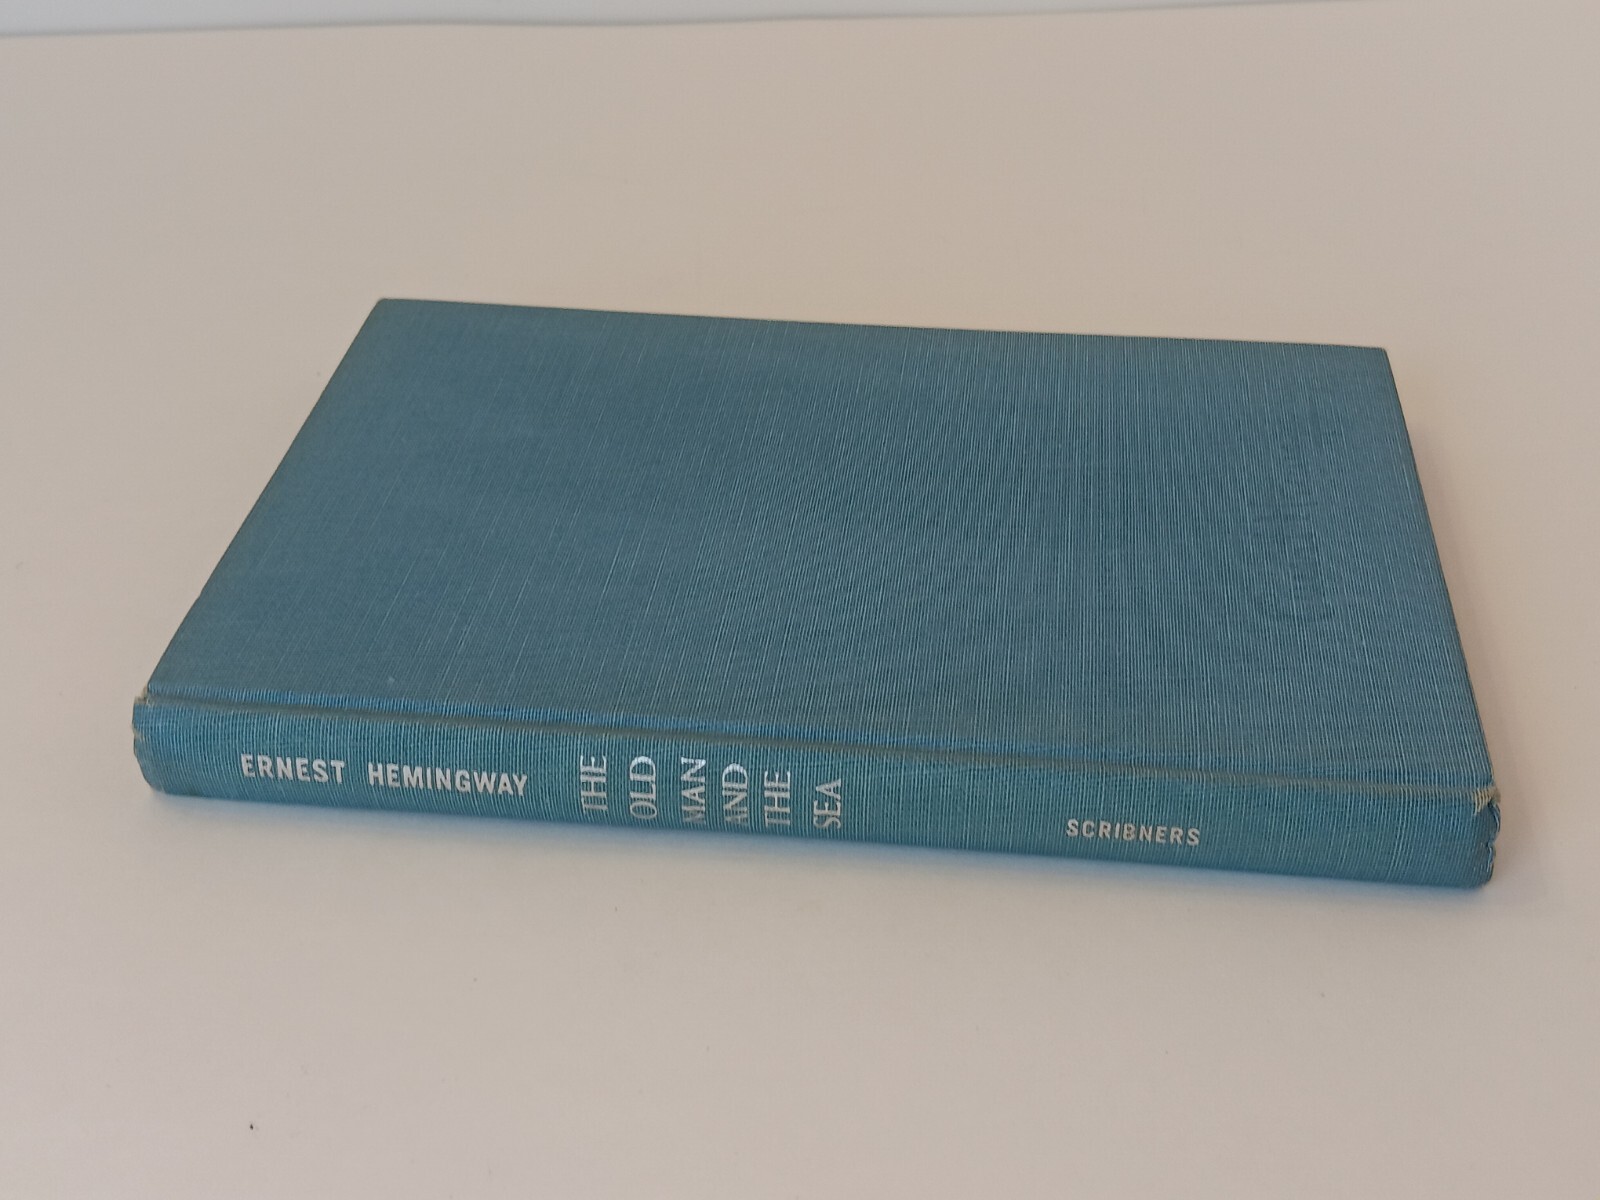 ERNEST HEMINGWAY
THE
OLD
MAN
AND
THE
SEA
SCRIBNERS